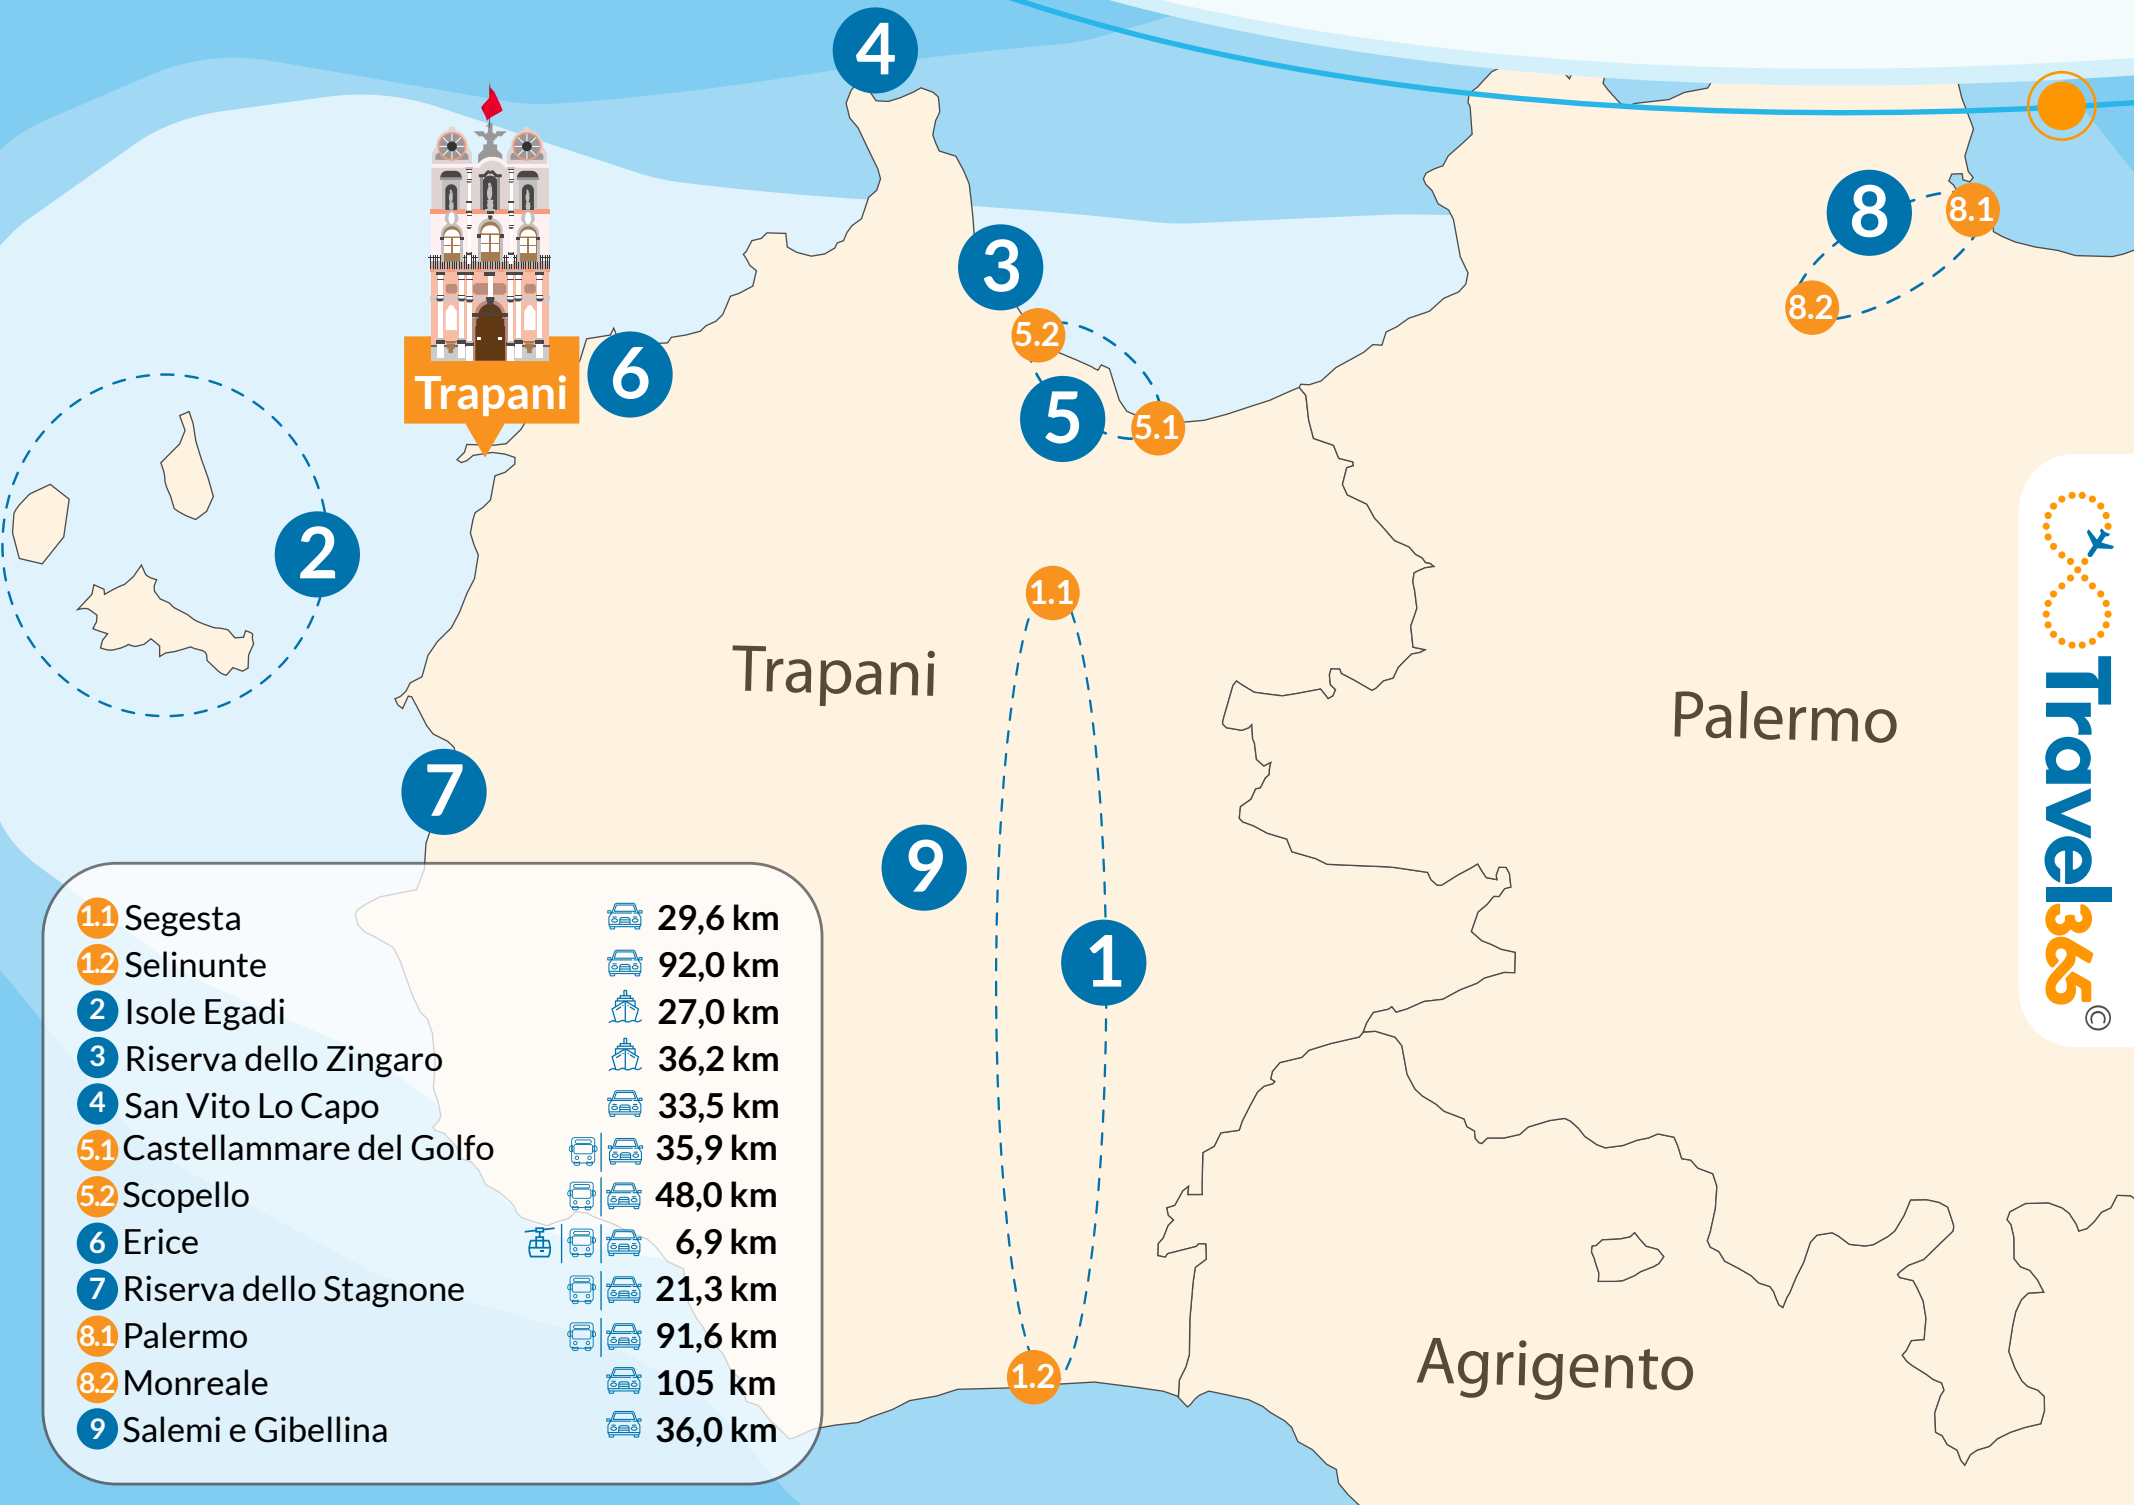 4
3
8
8.1
8.2
5.2
Trapani
6
5
5.1
2
1.1
Trapani
Palermo
7
9
1
1.2
Agrigento
Travel365
©
1.1 Segesta 29,6 km
1.2 Selinunte 92,0 km
2 Isole Egadi 27,0 km
3 Riserva dello Zingaro 36,2 km
4 San Vito Lo Capo 33,5 km
5.1 Castellammare del Golfo 35,9 km
5.2 Scopello 48,0 km
6 Erice 6,9 km
7 Riserva dello Stagnone 21,3 km
8.1 Palermo 91,6 km
8.2 Monreale 105 km
9 Salemi e Gibellina 36,0 km